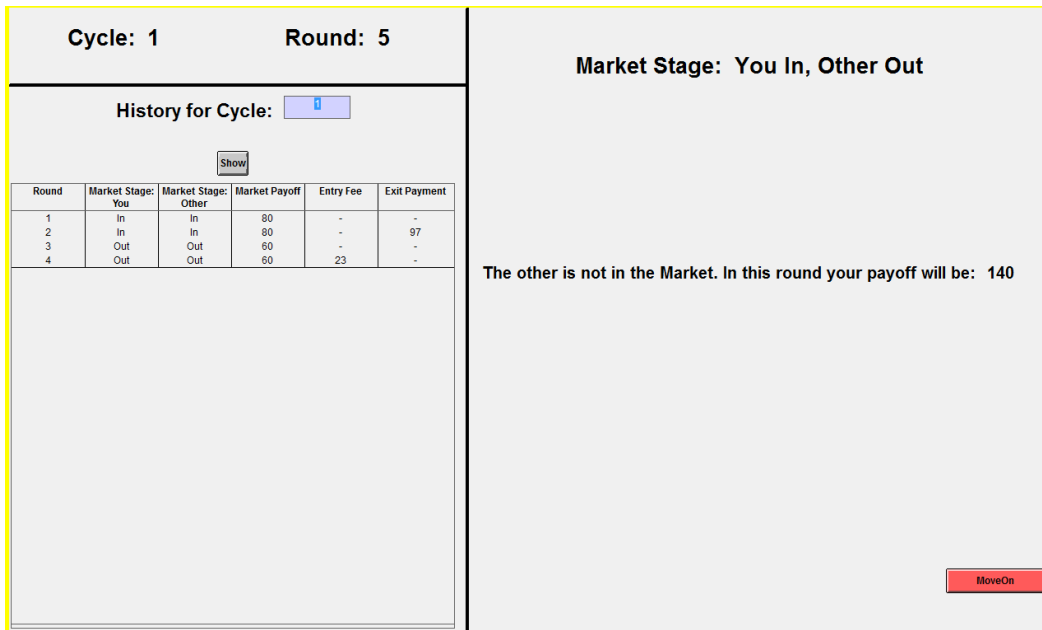 Cycle: 1 Round: 5
History for Cycle: 1
Show
Round Market Stage: You Market Stage: Other Market Payoff Entry Fee Exit Payment
1 In In 80 - -
2 In In 80 - 97
3 Out Out 60 - -
4 Out Out 60 23 -
Market Stage: You In, Other Out
The other is not in the Market. In this round your payoff will be: 140
MoveOn